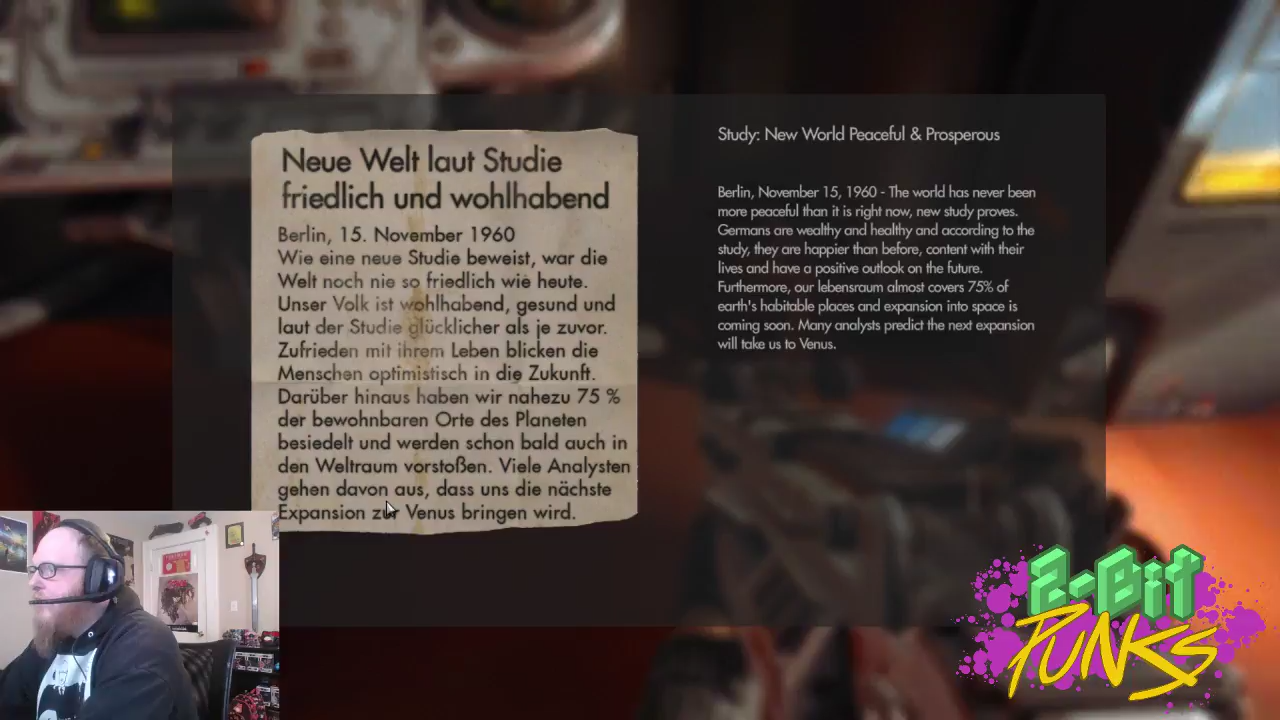 Neue Welt laut Studie
friedlich und wohlhabend
Berlin, 15. November 1960
Wie eine neue Studie beweist, war die
Welt noch nie so friedlich wie heute.
Unser Volk ist wohlhabend, gesund und
laut der Studie glücklicher als je zuvor.
Zufrieden mit ihrem Leben blicken die
Menschen optimistisch in die Zukunft.
Darüber hinaus haben wir nahezu 75 %
der bewohnbaren Orte des Planeten
besiedelt und werden schon bald auch in
den Weltraum vorstoßen. Viele Analysten
gehen davon aus, dass uns die nächste
Expansion zur Venus bringen wird.
Study: New World Peaceful & Prosperous
Berlin, November 15, 1960 - The world has never been
more peaceful than it is right now, new study proves.
Germans are wealthy and healthy and according to the
study, they are happier than before, content with their
lives and have a positive outlook on the future.
Furthermore, our lebensraum almost covers 75% of
earth's habitable places and expansion into space is
coming soon. Many analysts predict the next expansion
will take us to Venus.
2-Bit
PUNKS